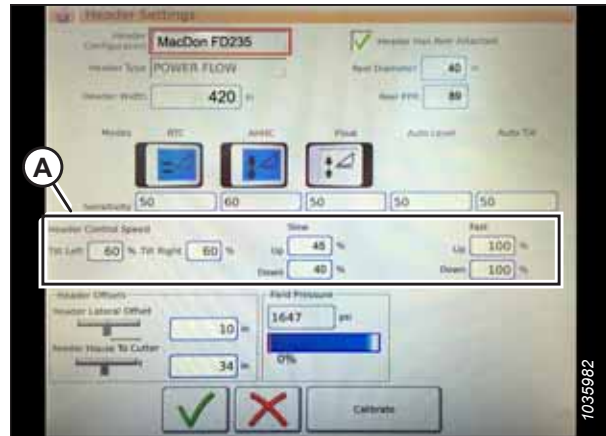 Header Settings
Header Configuration MacDon FD235
Header Has Reel Attached
Header Type POWER FLOW
Reel Diameter 40 in
Header Width 420 in
Reel PPR 89
Modes RTC AHHC Float Auto Level Auto Tilt
A
Sensitivity 50 60 50 50 50
Header Control Speed Slow Fast
Tilt Left 60 % Tilt Right 60 % Up 45 % Up 100 %
Down 40 % Down 100 %
Header Offsets Field Pressure
Header Lateral Offset
10 in 1647 psi
Header House To Cutter
34 in 0%
Calibrate
1035982